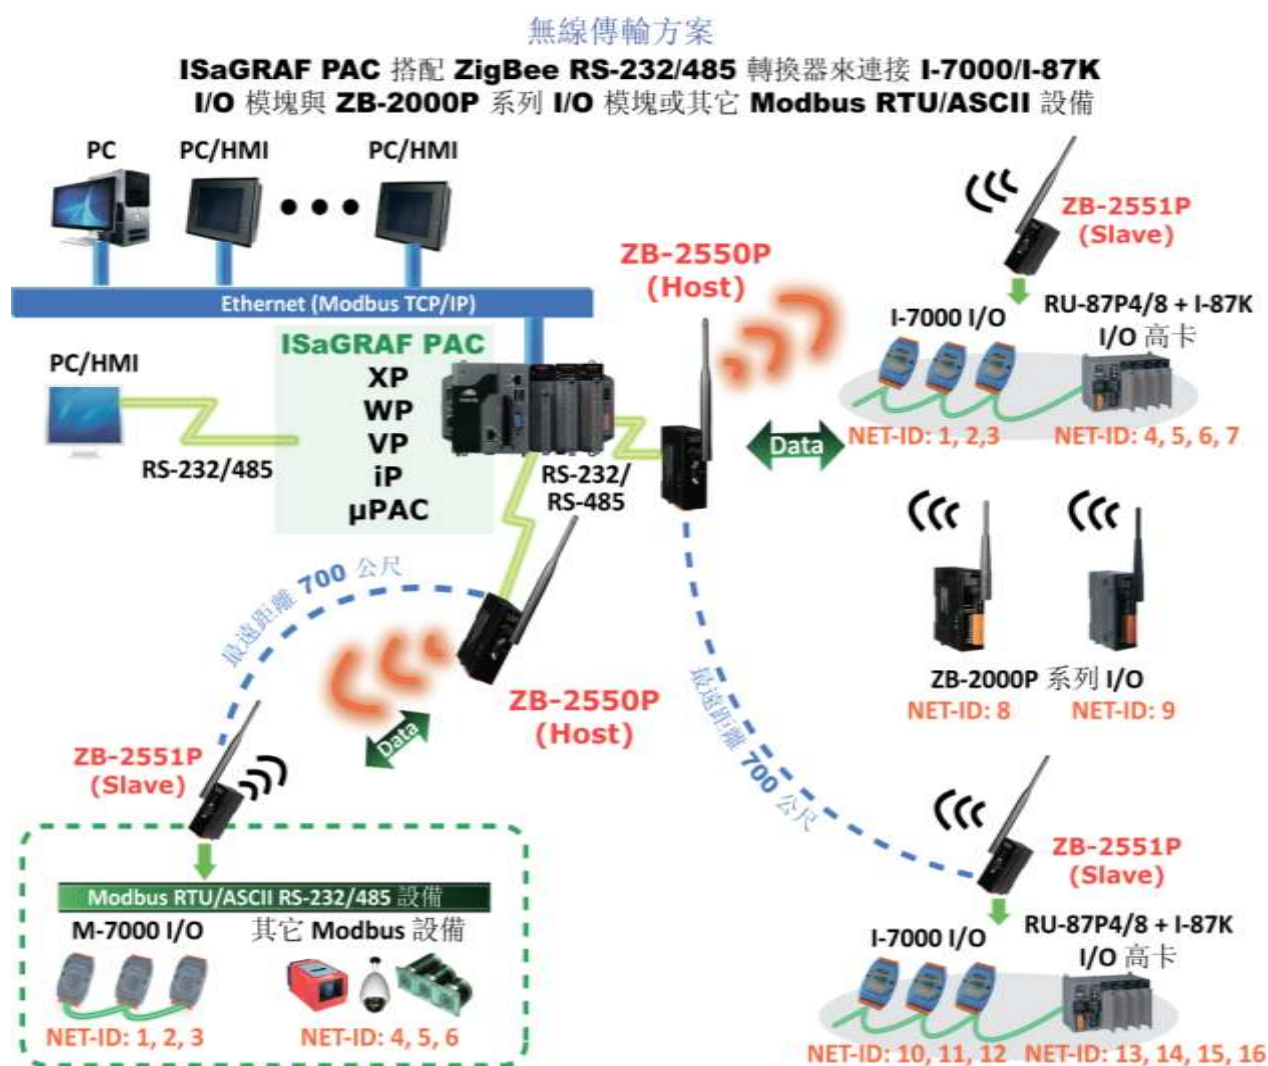 無線傳輸方案
ISaGRAF PAC 搭配 ZigBee RS-232/485 轉換器來連接 I-7000/I-87K
I/O 模塊與 ZB-2000P 系列 I/O 模塊或其它 Modbus RTU/ASCII 設備
PC
PC/HMI
PC/HMI
Ethernet (Modbus TCP/IP)
PC/HMI
RS-232/485
ISaGRAF PAC
XP
WP
VP
iP
μPAC
RS-232/
RS-485
ZB-2550P
(Host)
Data
ZB-2551P
(Slave)
I-7000 I/O
RU-87P4/8 + I-87K
I/O 高卡
NET-ID: 1, 2,3
NET-ID: 4, 5, 6, 7
ZB-2000P 系列 I/O
NET-ID: 8
NET-ID: 9
最遠距離 700 公尺
最遠距離 700 公尺
ZB-2550P
(Host)
Data
ZB-2551P
(Slave)
Modbus RTU/ASCII RS-232/485 設備
M-7000 I/O
其它 Modbus 設備
NET-ID: 1, 2, 3
NET-ID: 4, 5, 6
ZB-2551P
(Slave)
I-7000 I/O
RU-87P4/8 + I-87K
I/O 高卡
NET-ID: 10, 11, 12
NET-ID: 13, 14, 15, 16